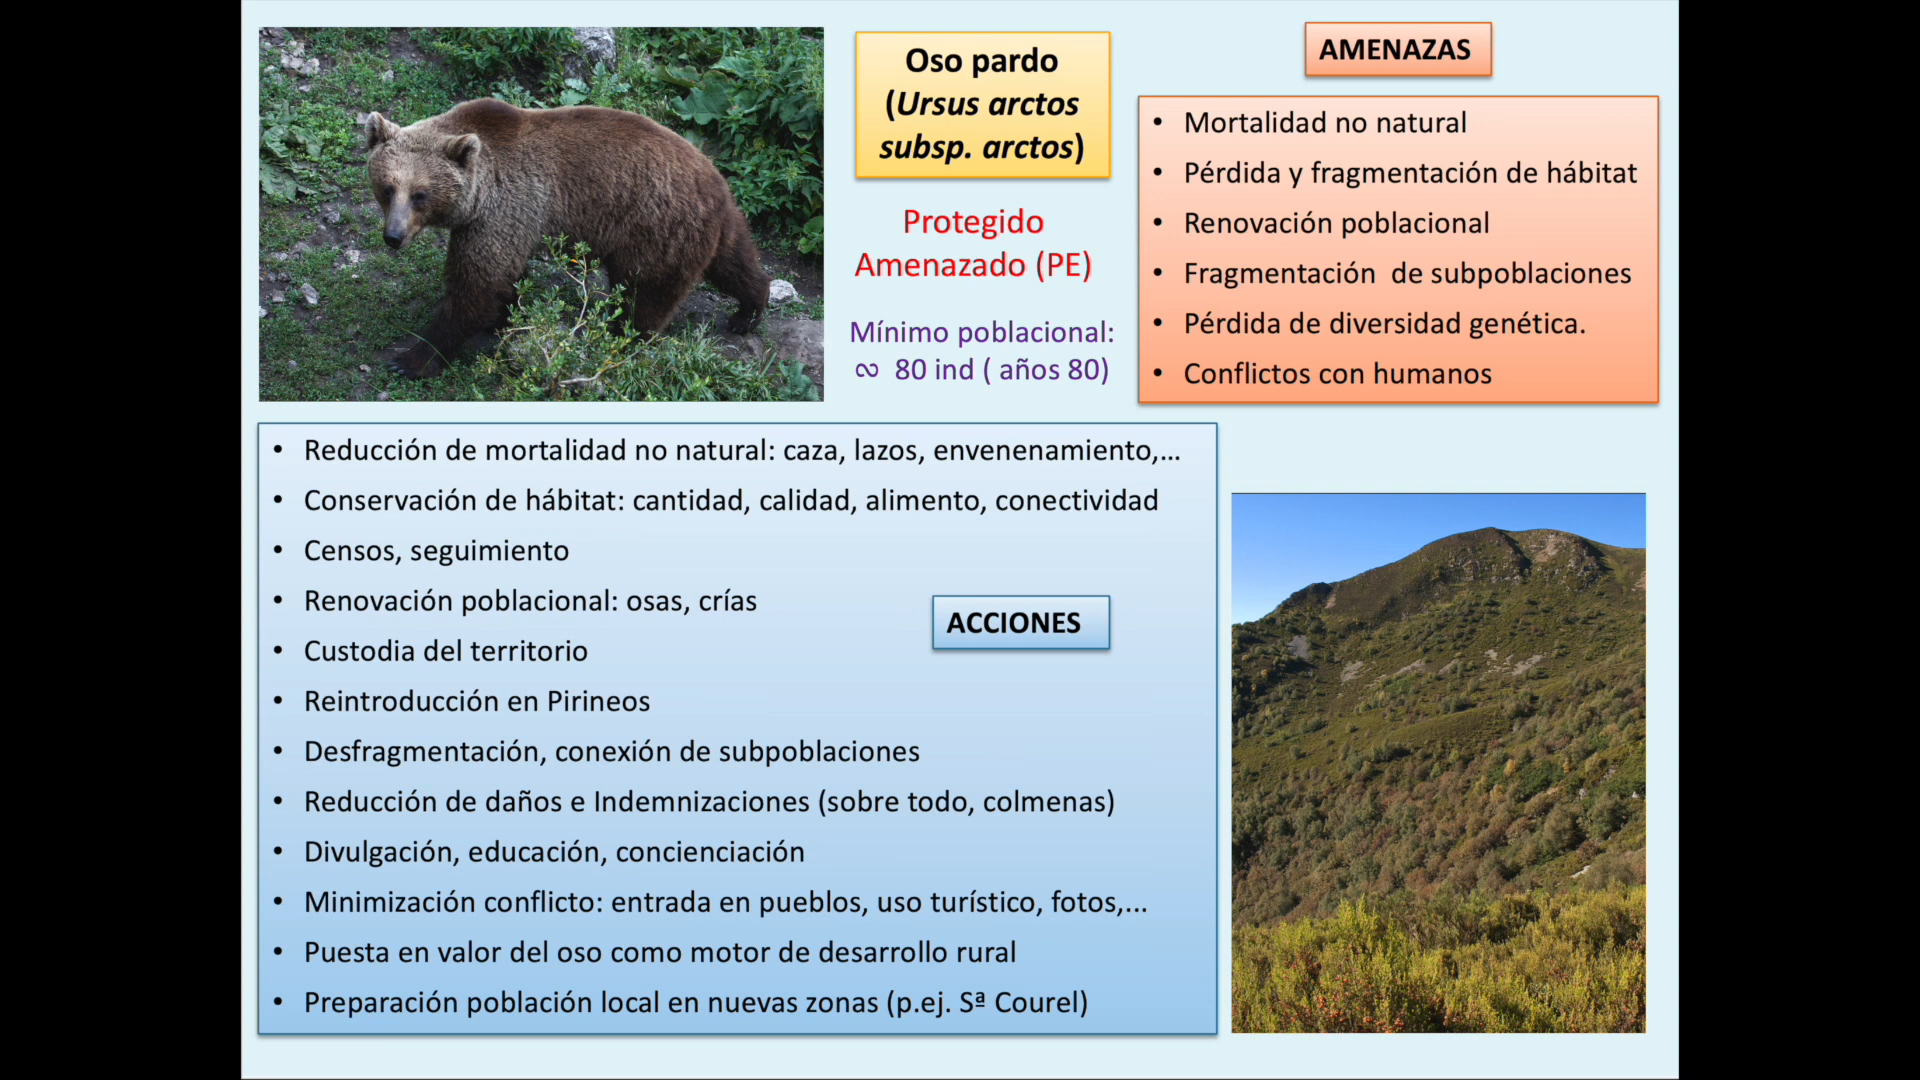 Oso pardo
(Ursus arctos
subsp. arctos)
Protegido
Amenazado (PE)
Mínimo poblacional:
∾ 80 ind ( años 80)
AMENAZAS
• Mortalidad no natural
• Pérdida y fragmentación de hábitat
• Renovación poblacional
• Fragmentación  de subpoblaciones
• Pérdida de diversidad genética.
• Conflictos con humanos
• Reducción de mortalidad no natural: caza, lazos, envenenamiento,...
• Conservación de hábitat: cantidad, calidad, alimento, conectividad
• Censos, seguimiento
• Renovación poblacional: osas, crías
• Custodia del territorio
• Reintroducción en Pirineos
• Desfragmentación, conexión de subpoblaciones
• Reducción de daños e Indemnizaciones (sobre todo, colmenas)
• Divulgación, educación, concienciación
• Minimización conflicto: entrada en pueblos, uso turístico, fotos,...
• Puesta en valor del oso como motor de desarrollo rural
• Preparación población local en nuevas zonas (p.ej. Sª Courel)
ACCIONES